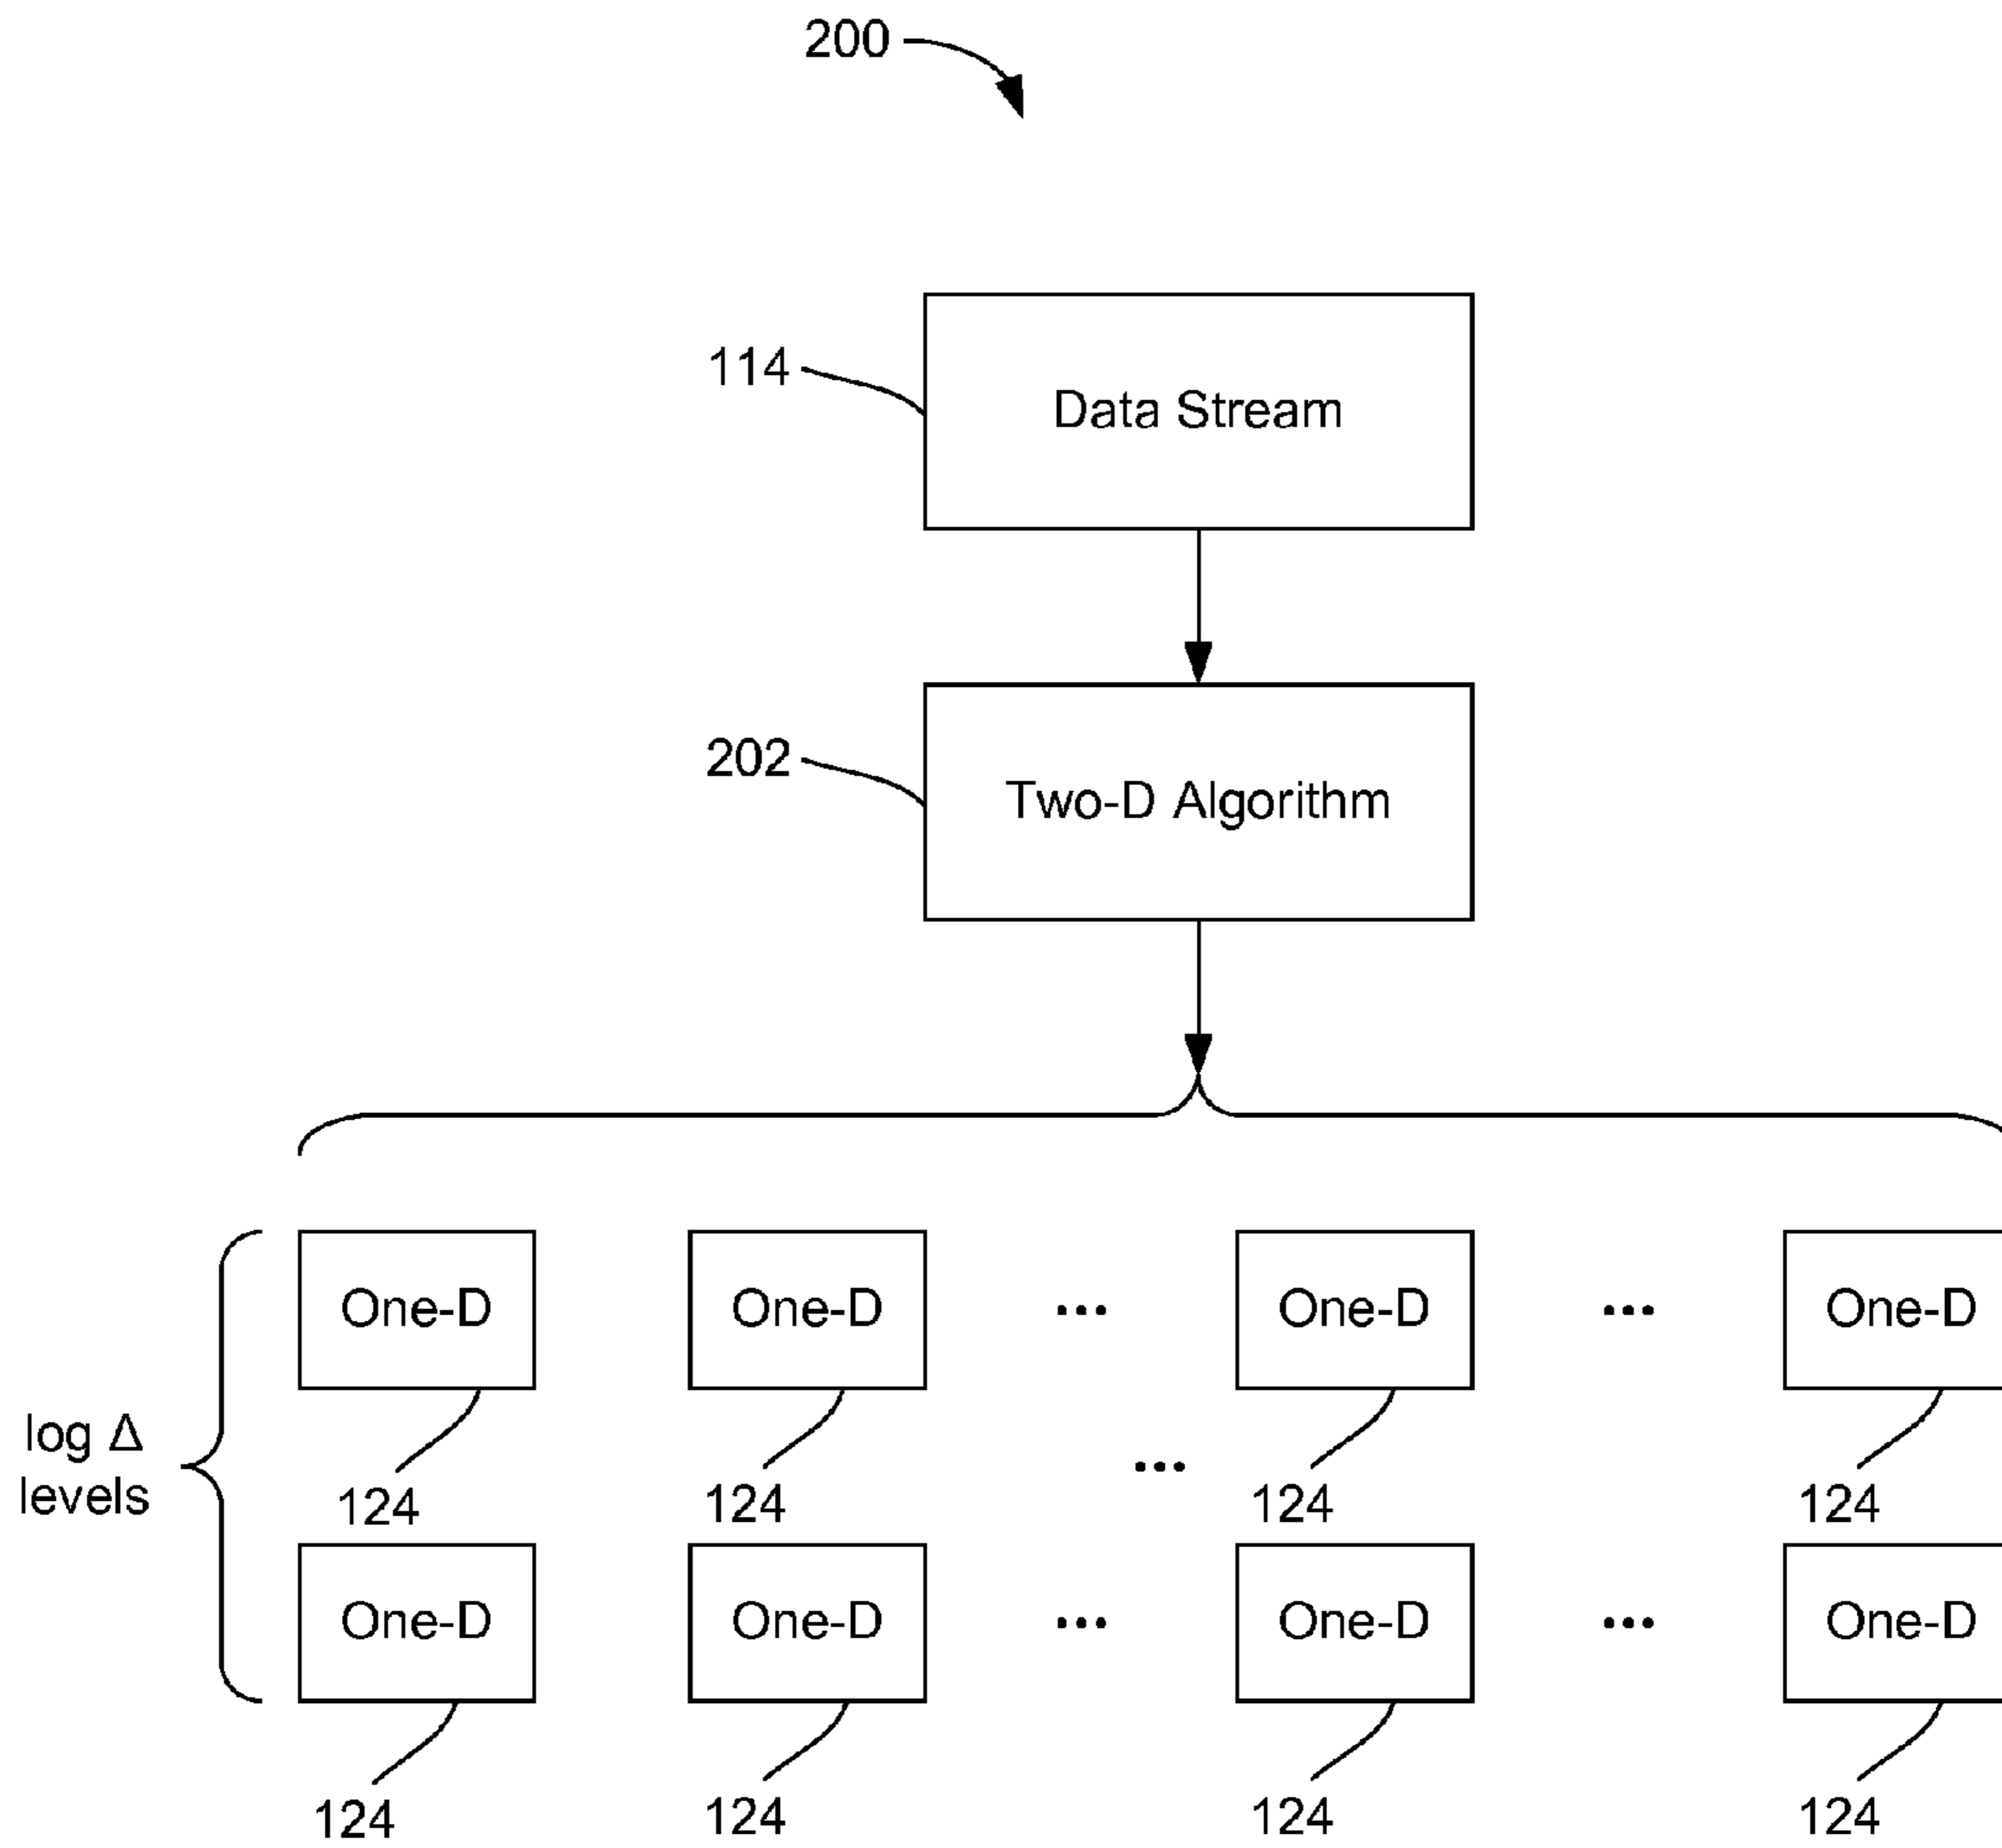 200
114
Data Stream
202
Two-D Algorithm
One-D One-D ... One-D ... One-D
log Δ
levels
124 124 ... 124 124
One-D One-D ... One-D ... One-D
124 124 124 124